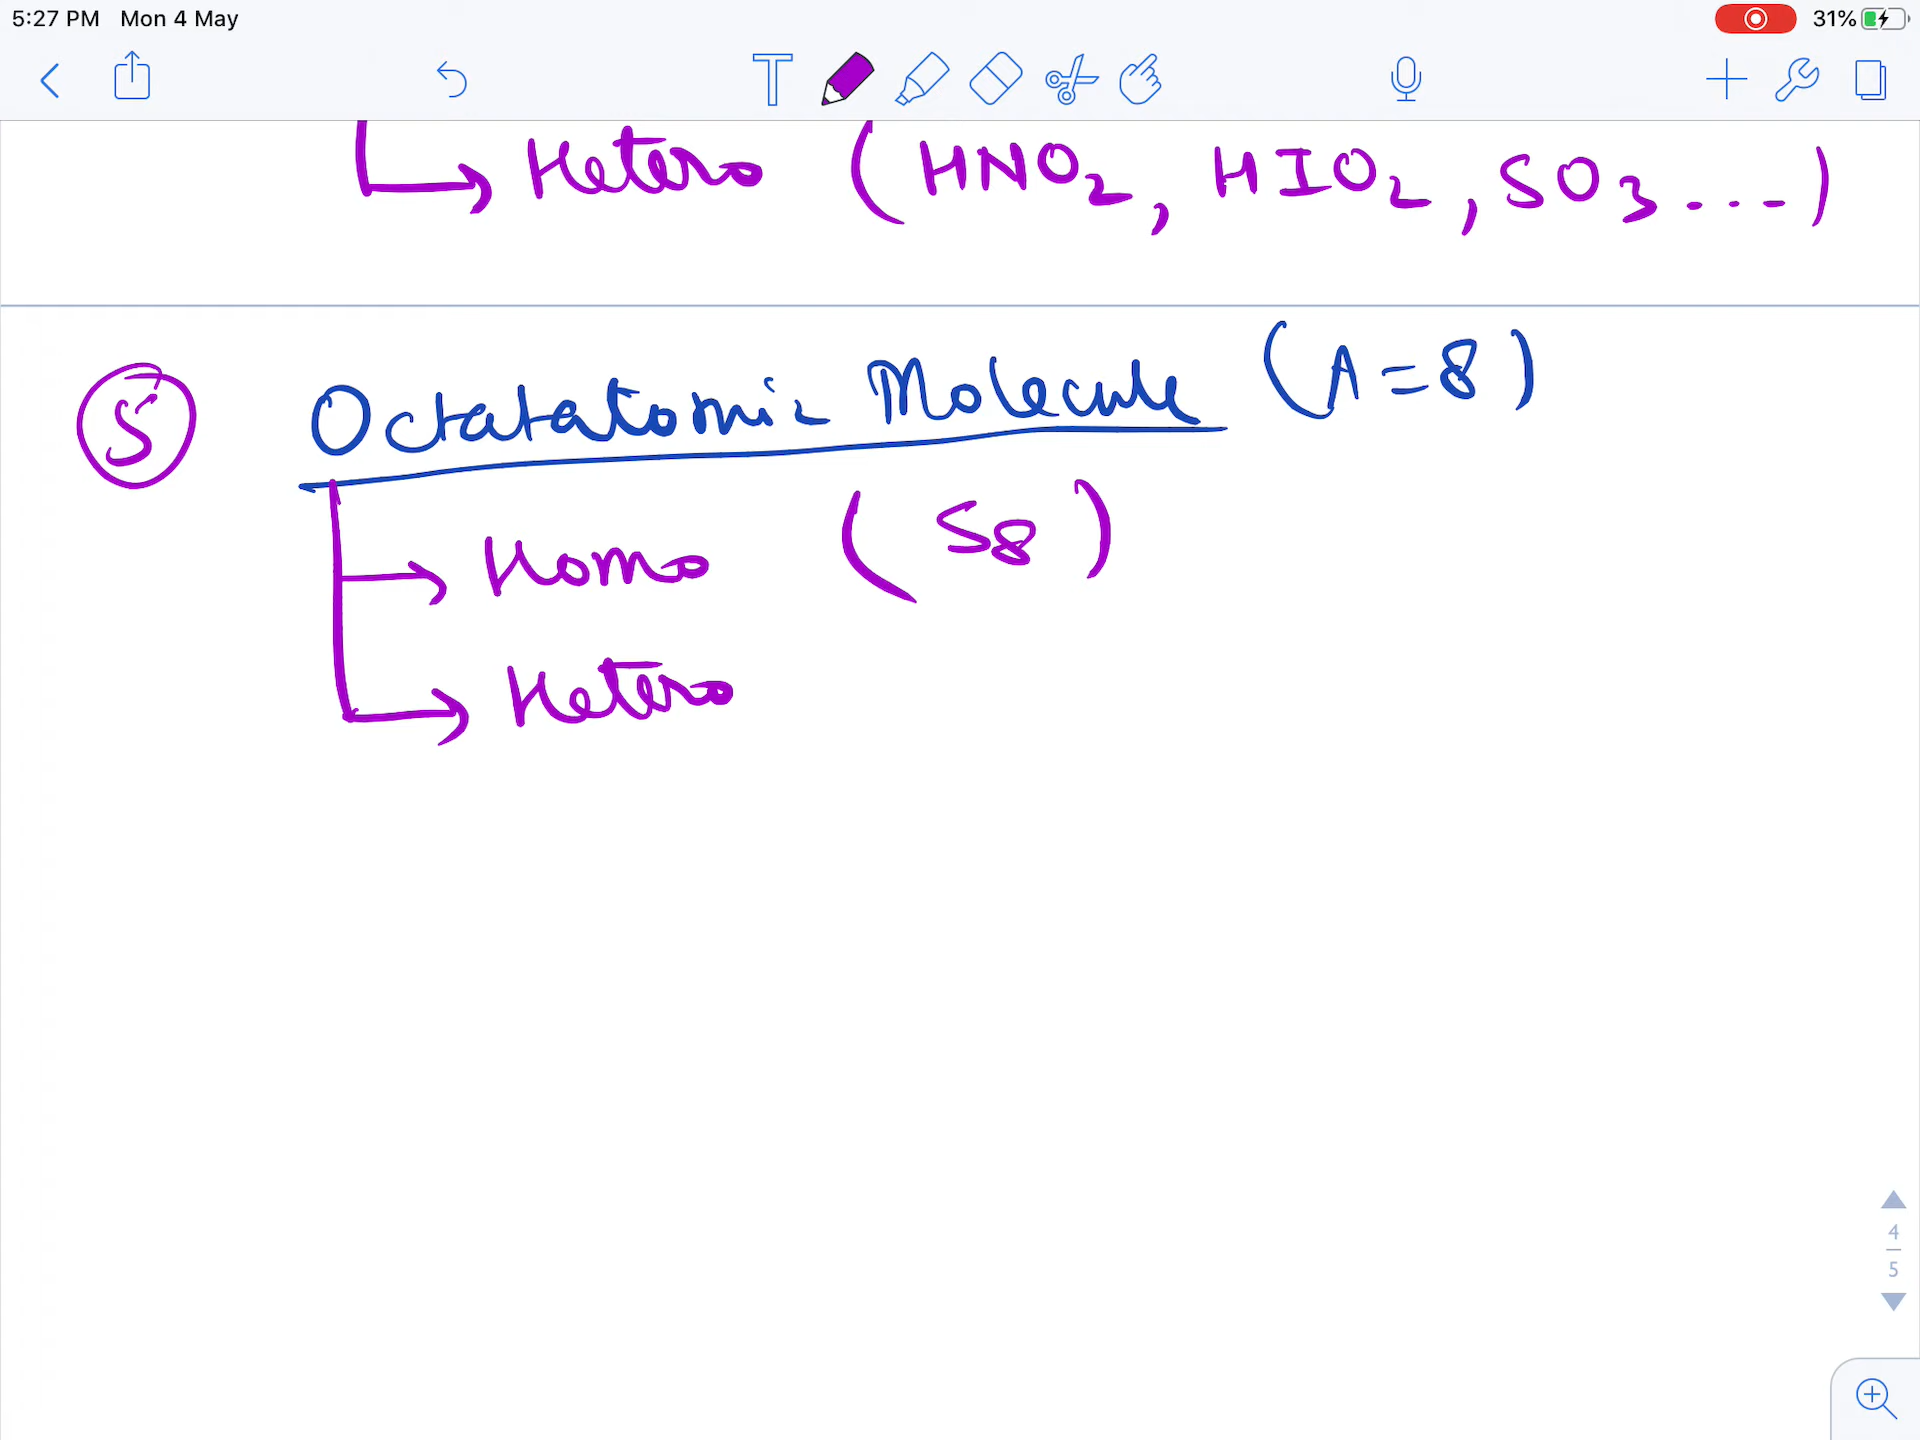 5:27 PM Mon 4 May 31%
T
→ Hetero (HNO2, HIO2, SO3 ....)
5 Octatatomic Molecule (A=8)
→ Homo (S8)
→ Hetero
4
5